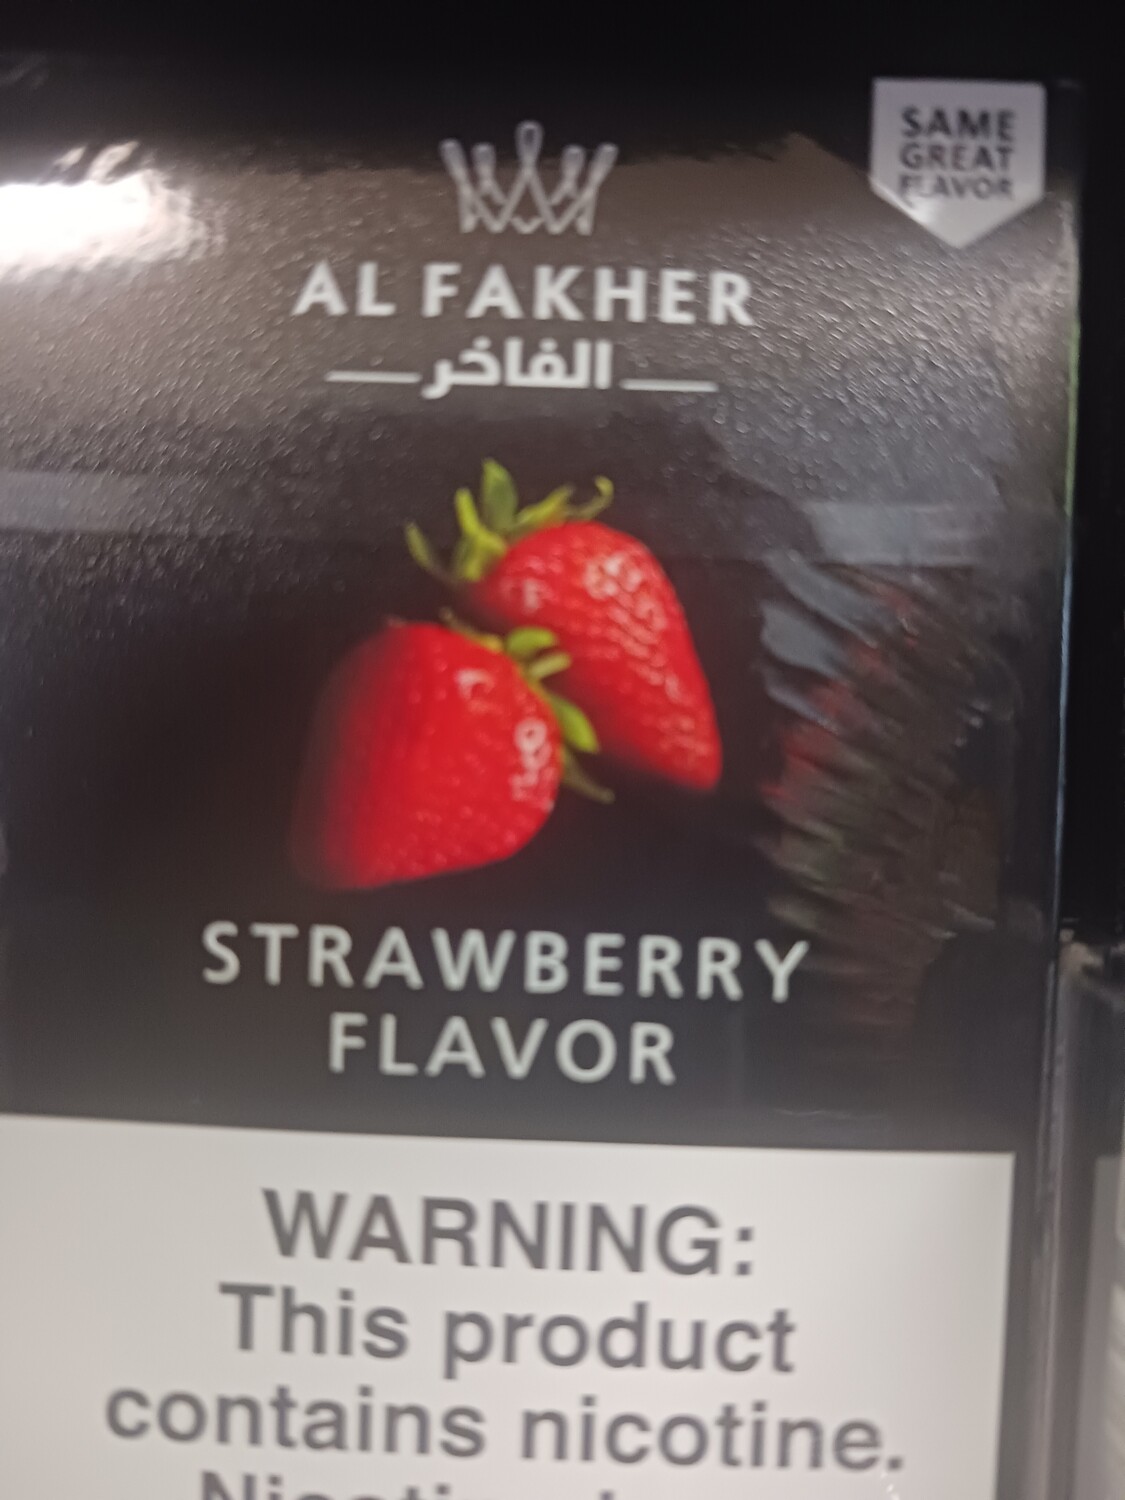 SAME
GREAT
FLAVOR
AL FAKHER
الفاخر
STRAWBERRY
FLAVOR
WARNING:
This product
contains nicotine.